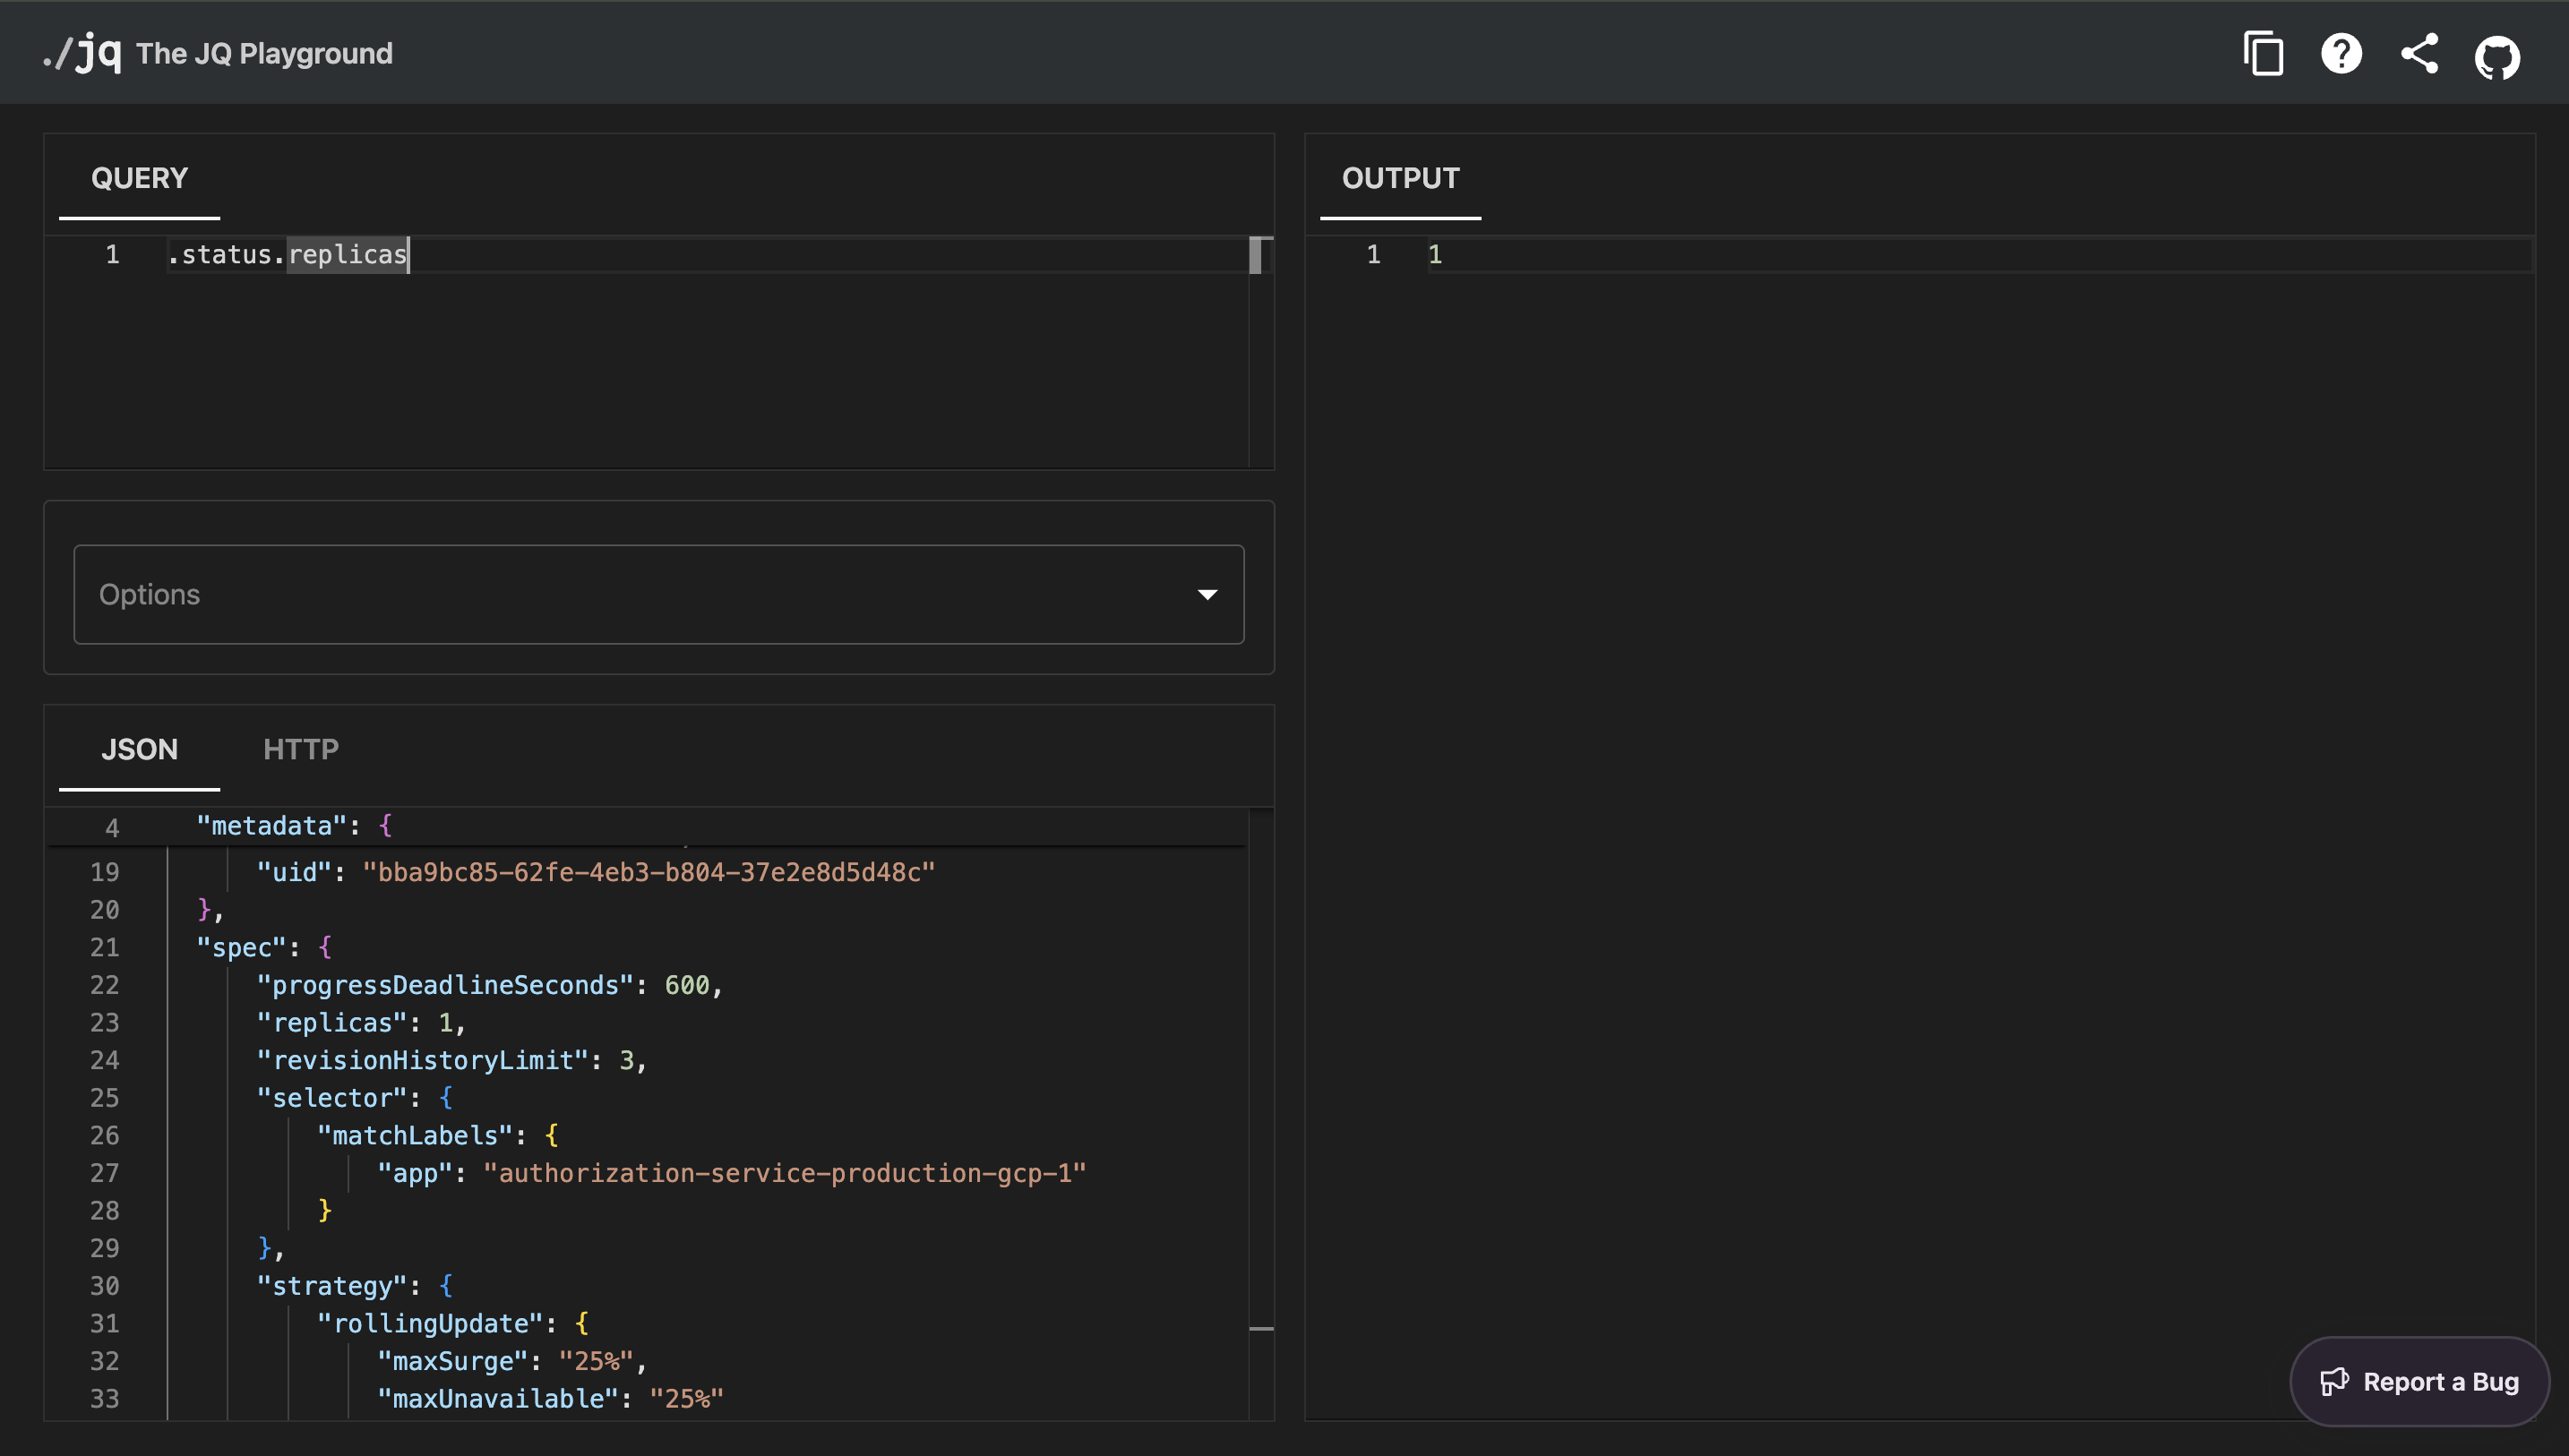 ./jq The JQ Playground
QUERY
1 .status.replicas
Options
JSON HTTP
4 "metadata": {
19 "uid": "bba9bc85-62fe-4eb3-b804-37e2e8d5d48c"
20 },
21 "spec": {
22 "progressDeadlineSeconds": 600,
23 "replicas": 1,
24 "revisionHistoryLimit": 3,
25 "selector": {
26 "matchLabels": {
27 "app": "authorization-service-production-gcp-1"
28 }
29 },
30 "strategy": {
31 "rollingUpdate": {
32 "maxSurge": "25%",
33 "maxUnavailable": "25%"
OUTPUT
1 1
Report a Bug